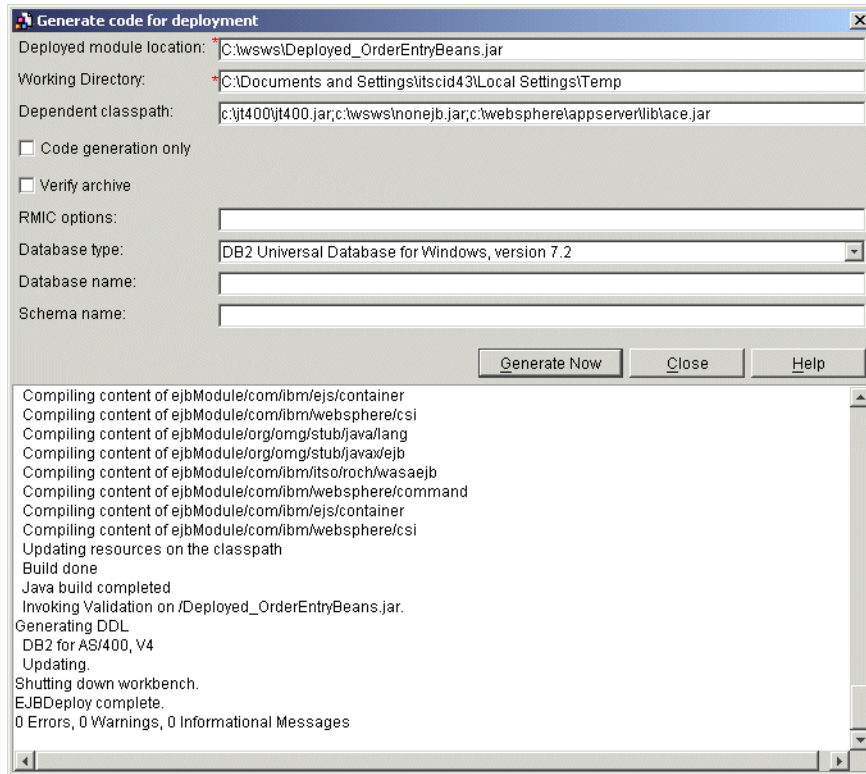 Generate code for deployment
Deployed module location: *C:\wsws\Deployed_OrderEntryBeans.jar
Working Directory: *C:\Documents and Settings\itscid43\Local Settings\Temp
Dependent classpath: c:\jt400\jt400.jar;c:\wsws\nonejb.jar;c:\websphere\appserver\lib\ace.jar
Code generation only
Verify archive
RMIC options:
Database type: DB2 Universal Database for Windows, version 7.2
Database name:
Schema name:
Generate Now Close Help
Compiling content of ejbModule/com/ibm/ejs/container
Compiling content of ejbModule/com/ibm/websphere/csi
Compiling content of ejbModule/org/omg/stub/java/lang
Compiling content of ejbModule/org/omg/stub/javax/ejb
Compiling content of ejbModule/com/ibm/itso/roch/wasaejb
Compiling content of ejbModule/com/ibm/websphere/command
Compiling content of ejbModule/com/ibm/ejs/container
Compiling content of ejbModule/com/ibm/websphere/csi
Updating resources on the classpath
Build done
Java build completed
Invoking Validation on /Deployed_OrderEntryBeans.jar.
Generating DDL
DB2 for AS/400, V4
Updating.
Shutting down workbench.
EJBDeploy complete.
0 Errors, 0 Warnings, 0 Informational Messages